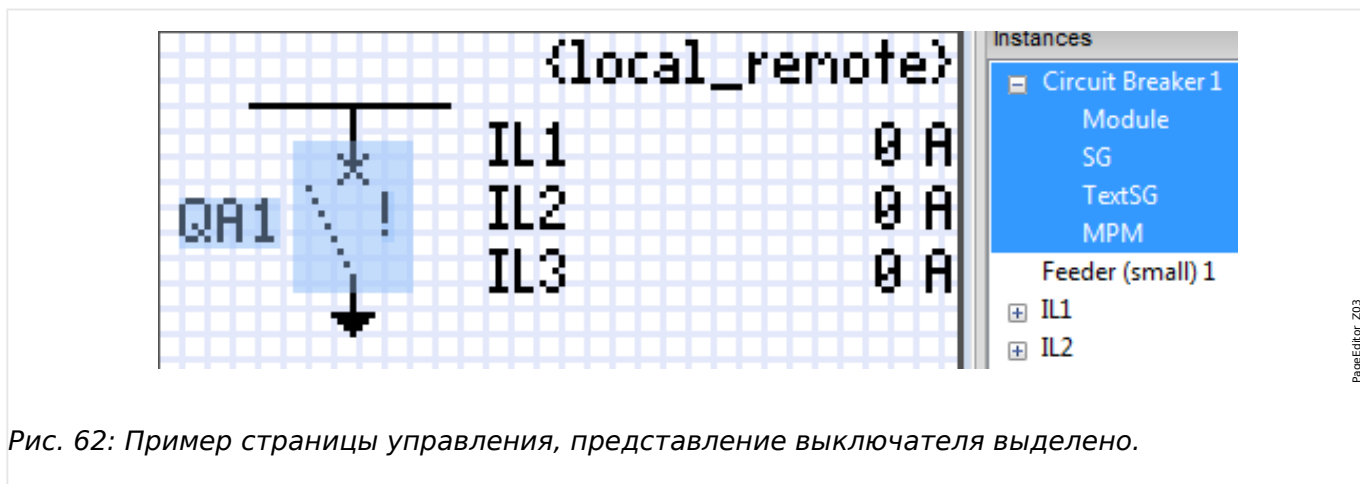 {local_remote}
IL1 0 A
IL2 0 A
IL3 0 A
QA1 !
Instances
Circuit Breaker 1
Module
SG
TextSG
MPM
Feeder (small) 1
IL1
IL2
PageEditor_Z03
Рис. 62: Пример страницы управления, представление выключателя выделено.